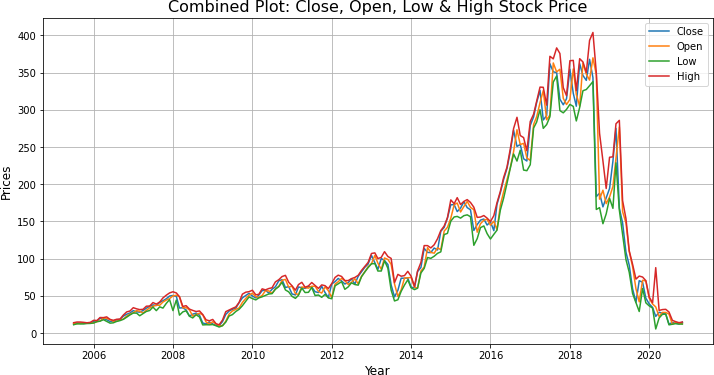 Combined Plot: Close, Open, Low & High Stock Price
Close
Open
Low
High
400
350
300
250
200
150
100
50
0
Prices
2006 2008 2010 2012 2014 2016 2018 2020
Year